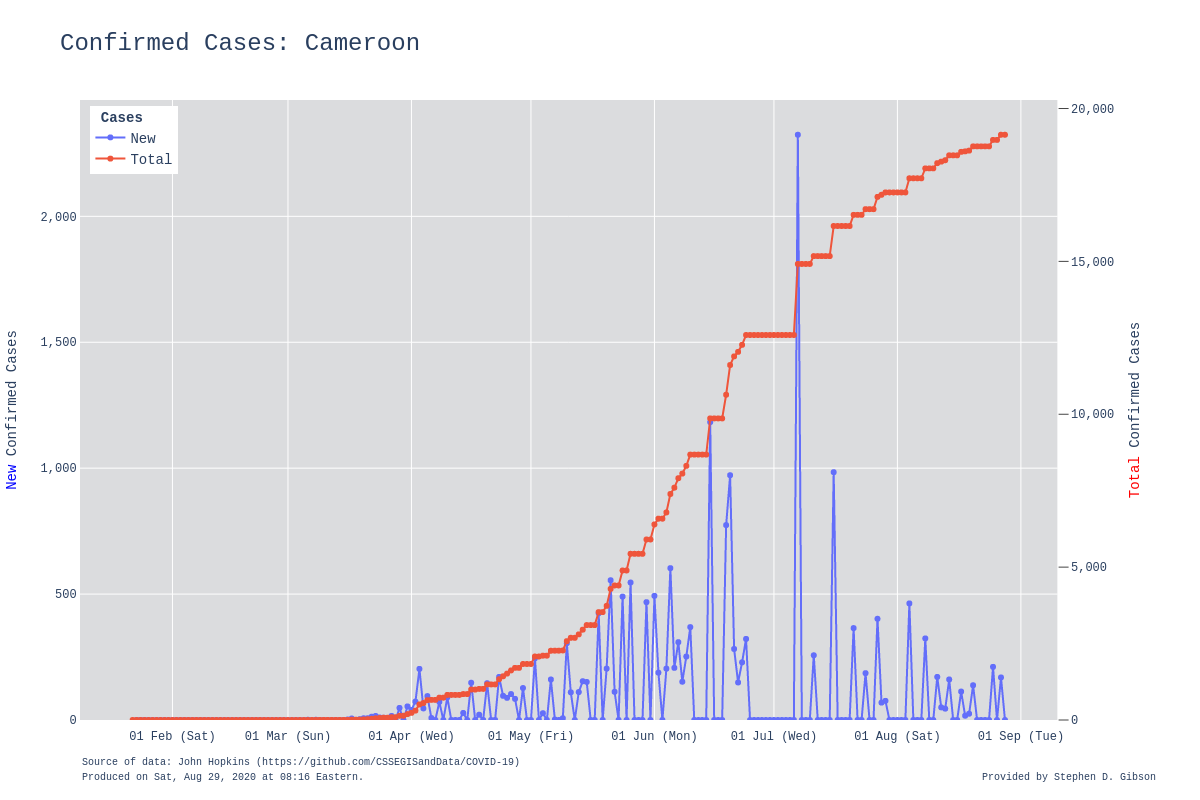 Confirmed Cases: Cameroon
Cases
New
Total
20,000
2,000
15,000
1,500
New Confirmed Cases
Total Confirmed Cases
10,000
1,000
5,000
500
0
0
01 Feb (Sat)
01 Mar (Sun)
01 Apr (Wed)
01 May (Fri)
01 Jun (Mon)
01 Jul (Wed)
01 Aug (Sat)
01 Sep (Tue)
Source of data: John Hopkins (https://github.com/CSSEGISandData/COVID-19)
Produced on Sat, Aug 29, 2020 at 08:16 Eastern.
Provided by Stephen D. Gibson